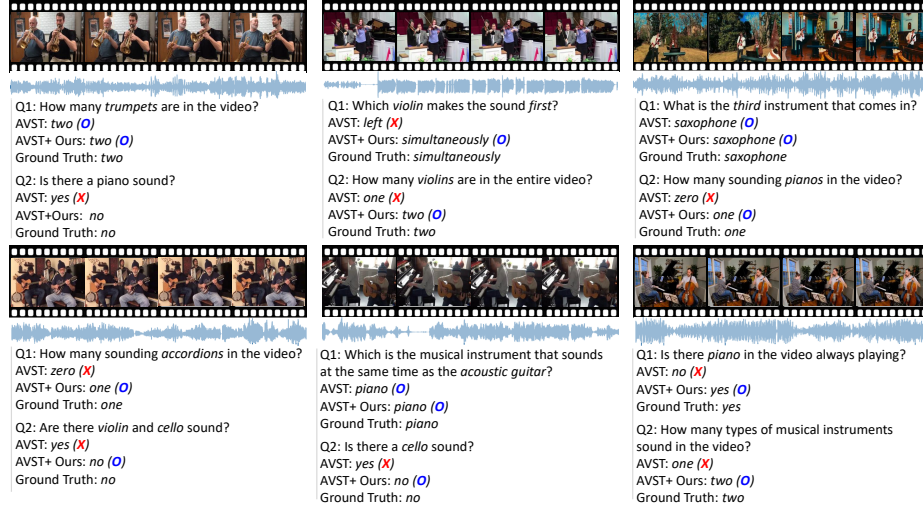 Q1: How many trumpets are in the video?
AVST: two (O)
AVST+ Ours: two (O)
Ground Truth: two
Q2: Is there a piano sound?
AVST: yes (X)
AVST+Ours: no
Ground Truth: no
Q1: Which violin makes the sound first?
AVST: left (X)
AVST+ Ours: simultaneously (O)
Ground Truth: simultaneously
Q2: How many violins are in the entire video?
AVST: one (X)
AVST+ Ours: two (O)
Ground Truth: two
Q1: What is the third instrument that comes in?
AVST: saxophone (O)
AVST+ Ours: saxophone (O)
Ground Truth: saxophone
Q2: How many sounding pianos in the video?
AVST: zero (X)
AVST+ Ours: one (O)
Ground Truth: one
Q1: How many sounding accordions in the video?
AVST: zero (X)
AVST+ Ours: one (O)
Ground Truth: one
Q2: Are there violin and cello sound?
AVST: yes (X)
AVST+ Ours: no (O)
Ground Truth: no
Q1: Which is the musical instrument that sounds
at the same time as the acoustic guitar?
AVST: piano (O)
AVST+ Ours: piano (O)
Ground Truth: piano
Q2: Is there a cello sound?
AVST: yes (X)
AVST+ Ours: no (O)
Ground Truth: no
Q1: Is there piano in the video always playing?
AVST: no (X)
AVST+ Ours: yes (O)
Ground Truth: yes
Q2: How many types of musical instruments
sound in the video?
AVST: one (X)
AVST+ Ours: two (O)
Ground Truth: two